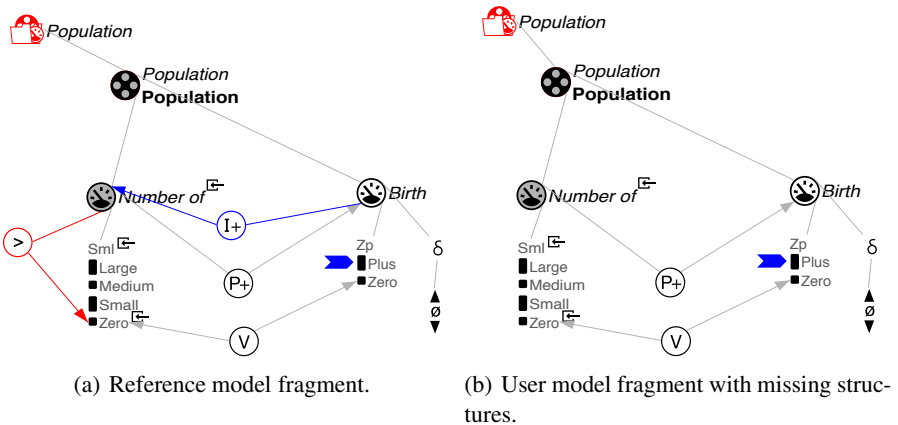 Population
Population
Population
Number of
Birth
I+
>
Sml
Large
Medium
Small
Zero
P+
Zp
Plus
Zero
δ
ø
V
(a) Reference model fragment.
Population
Population
Population
Number of
Birth
Sml
Large
Medium
Small
Zero
P+
Zp
Plus
Zero
δ
ø
V
(b) User model fragment with missing struc-
tures.